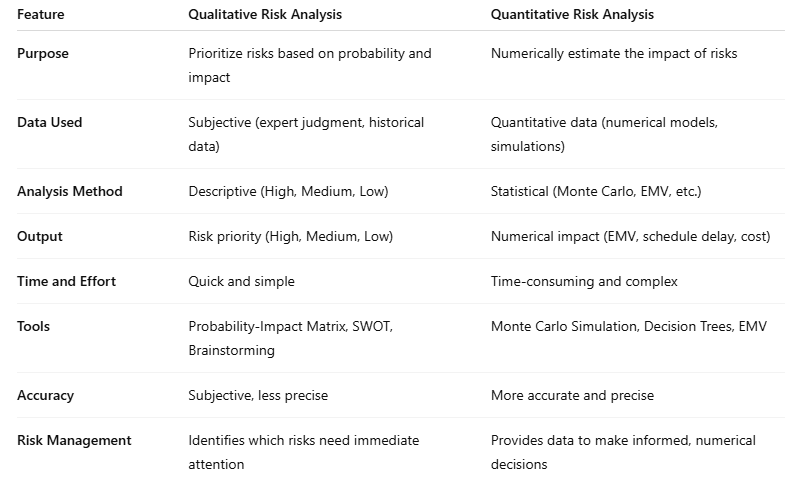 Feature Qualitative Risk Analysis Quantitative Risk Analysis
Purpose Prioritize risks based on probability and Numerically estimate the impact of risks
impact
Data Used Subjective (expert judgment, historical Quantitative data (numerical models,
data) simulations)
Analysis Method Descriptive (High, Medium, Low) Statistical (Monte Carlo, EMV, etc.)
Output Risk priority (High, Medium, Low) Numerical impact (EMV, schedule delay, cost)
Time and Effort Quick and simple Time-consuming and complex
Tools Probability-Impact Matrix, SWOT, Monte Carlo Simulation, Decision Trees, EMV
Brainstorming
Accuracy Subjective, less precise More accurate and precise
Risk Management Identifies which risks need immediate Provides data to make informed, numerical
attention decisions